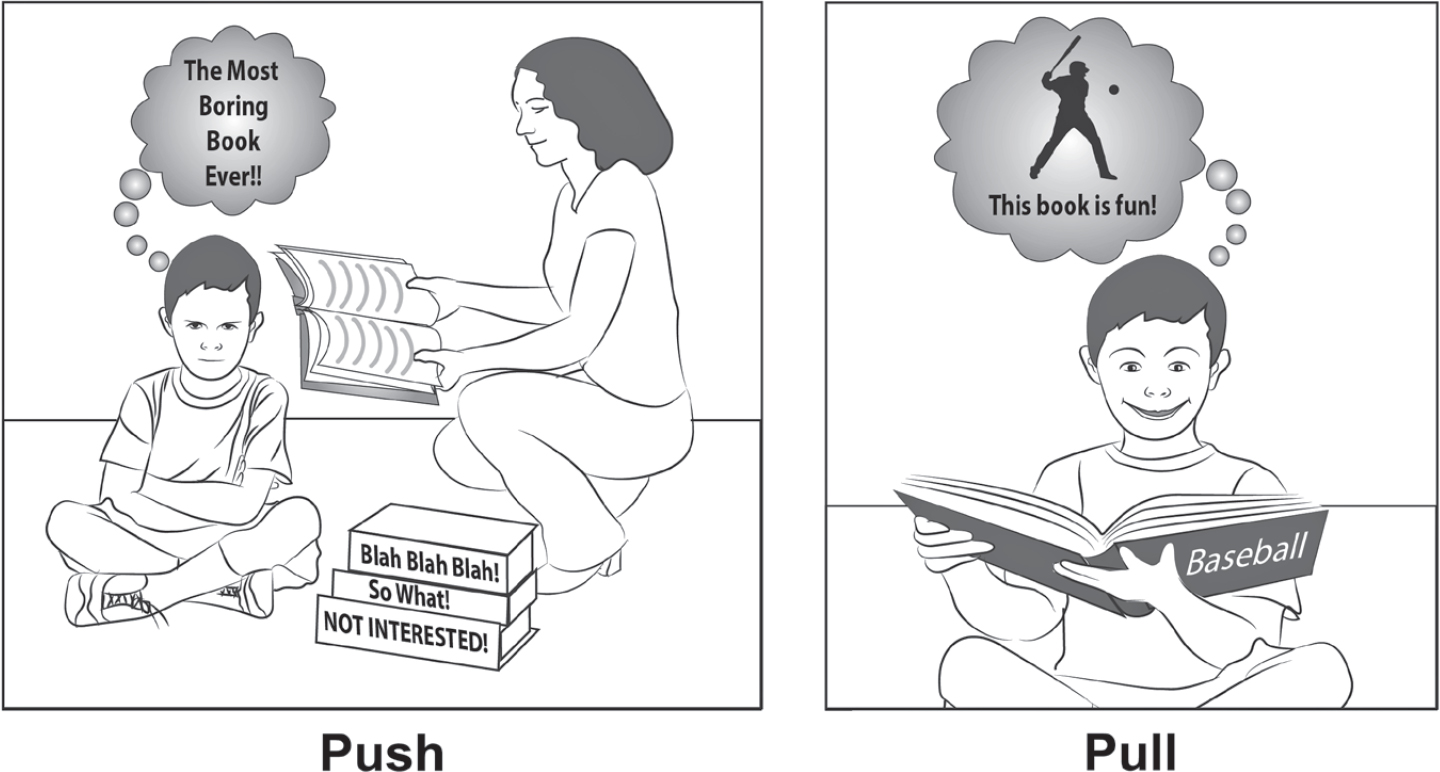 The Most
Boring
Book
Ever!!
Blah Blah Blah!
So What!
NOT INTERESTED!
Push
This book is fun!
Baseball
Pull